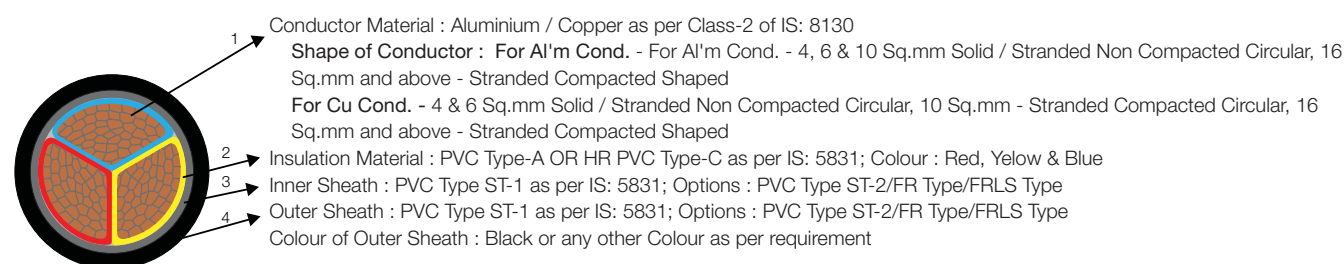 Conductor Material : Aluminium / Copper as per Class-2 of IS: 8130
1
Shape of Conductor : For Al'm Cond. - For Al'm Cond. - 4, 6 & 10 Sq.mm Solid / Stranded Non Compacted Circular, 16
Sq.mm and above - Stranded Compacted Shaped
For Cu Cond. - 4 & 6 Sq.mm Solid / Stranded Non Compacted Circular, 10 Sq.mm - Stranded Compacted Circular, 16
Sq.mm and above - Stranded Compacted Shaped
2 Insulation Material : PVC Type-A OR HR PVC Type-C as per IS: 5831; Colour : Red, Yelow & Blue
3 Inner Sheath : PVC Type ST-1 as per IS: 5831; Options : PVC Type ST-2/FR Type/FRLS Type
4 Outer Sheath : PVC Type ST-1 as per IS: 5831; Options : PVC Type ST-2/FR Type/FRLS Type
Colour of Outer Sheath : Black or any other Colour as per requirement